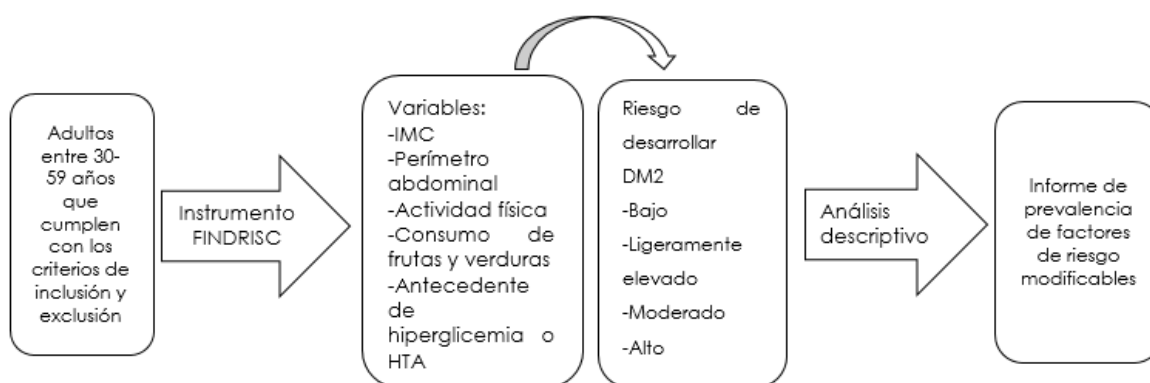 Adultos
entre 30-
59 años
que
cumplen
con los
criterios de
inclusión y
exclusión
Instrumento
FINDRISC
Variables:
-IMC
-Perímetro
abdominal
-Actividad física
-Consumo de
frutas y verduras
-Antecedente
de
hiperglicemia o
HTA
Riesgo de
desarrollar
DM2
-Bajo
-Ligeramente
elevado
-Moderado
-Alto
Análisis
descriptivo
Informe de
prevalencia
de factores
de riesgo
modificables